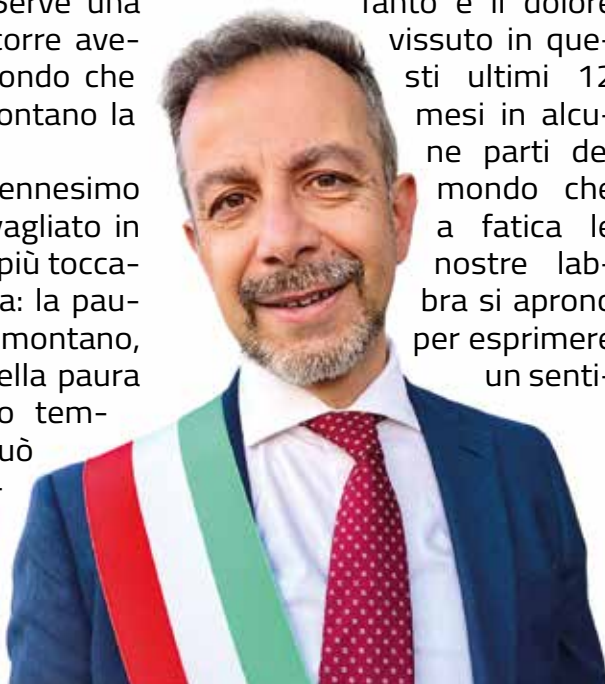 serve una
torre ave-
ondo che
ontano la
ennesimo
vagliato in
più tocca-
a: la pau-
montano,
ella paura
o tem-
uò
-
Tanto è il dolore
vissuto in que-
sti ultimi 12
mesi in alcu-
ne parti de
mondo che
a fatica le
nostre lab-
bra si aprono
per esprimere
un senti-